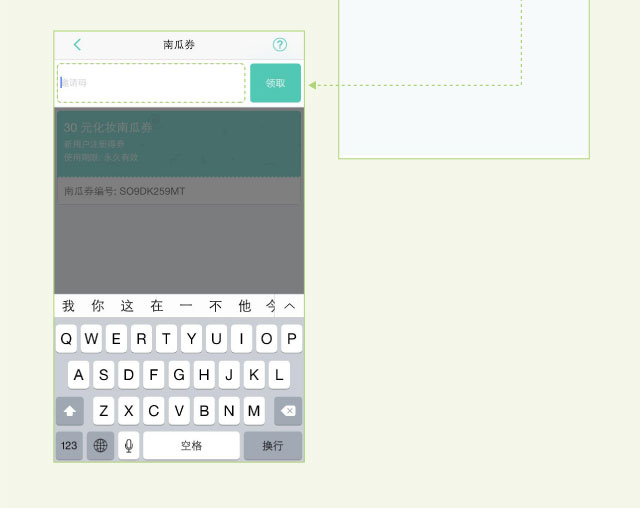 南瓜券
?
邀请码
领取
30 元化妆南瓜券
新用户注册得券
使用期限: 永久有效
南瓜券编号: SO9DK259MT
我 你 这 在 一 不 他 今
Q W E R T Y U I O P
A S D F G H J K L
Z X C V B N M
123 空格 换行